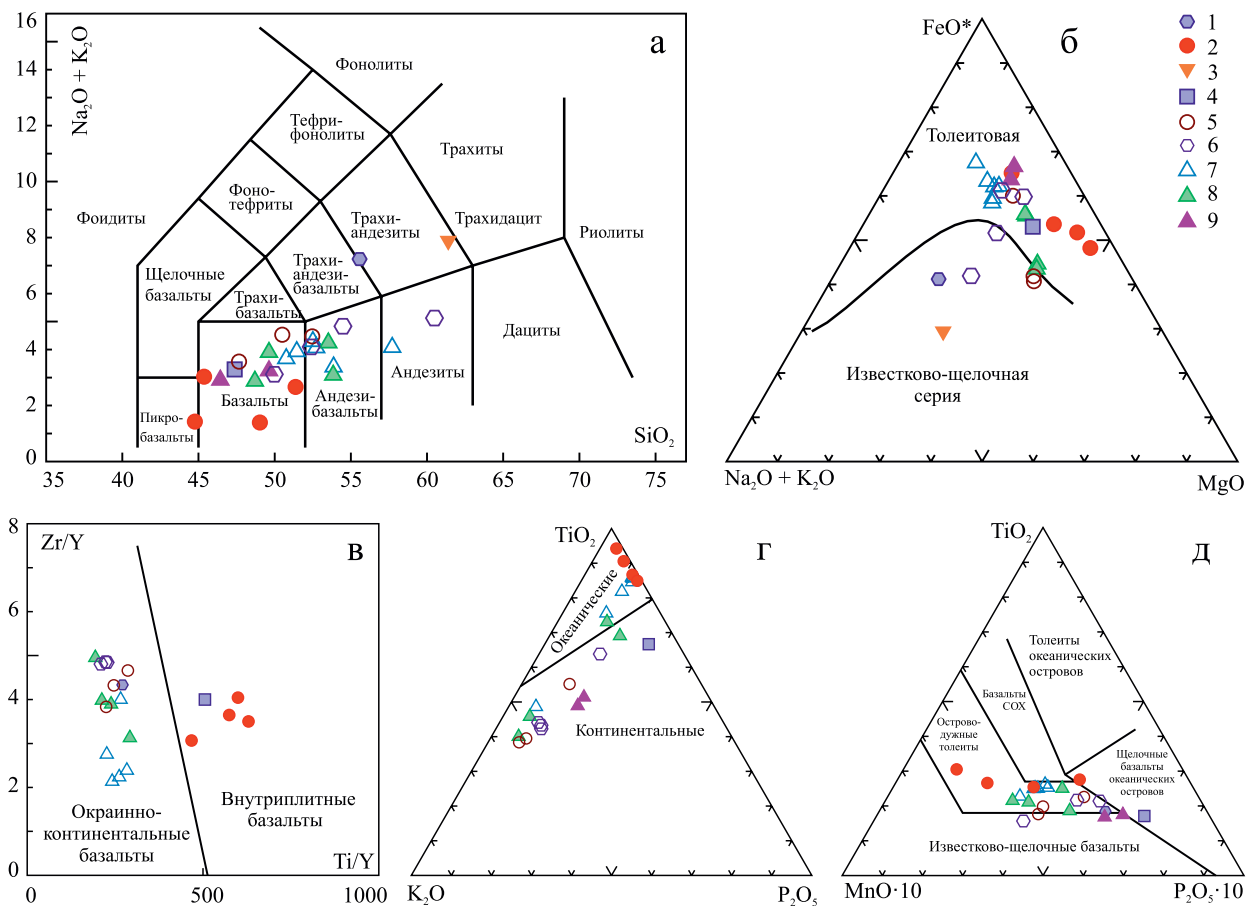 а
Na₂O + K₂O
16
14
12
10
8
6
4
2
0
35
40
45
50
55
60
65
70
75
SiO₂
Фонолиты
Тефри-
фонолиты
Трахиты
Фоно-
тефриты
Фоидиты
Трахи-
андезиты
Трахидацит
Риолиты
Щелочные
базальты
Трахи-
андези-
базальты
Трахи-
базальты
Дациты
Андезиты
Базальты
Андези-
базальты
Пикро-
базальты
б
FeO*
Толеитовая
Известково-щелочная
серия
Na₂O + K₂O
MgO
1
2
3
4
5
6
7
8
9
в
Zr/Y
8
6
4
2
0
Окраинно-
континентальные
базальты
Внутриплитные
базальты
Ti/Y
0
500
1000
г
TiO₂
Океанические
Континентальные
K₂O
P₂O₅
д
TiO₂
Толеиты
океанических
островов
Базальты
СОХ
Острово-
дужные
толеиты
Щелочные
базальты
океанических
островов
Известково-щелочные базальты
MnO·10
P₂O₅·10